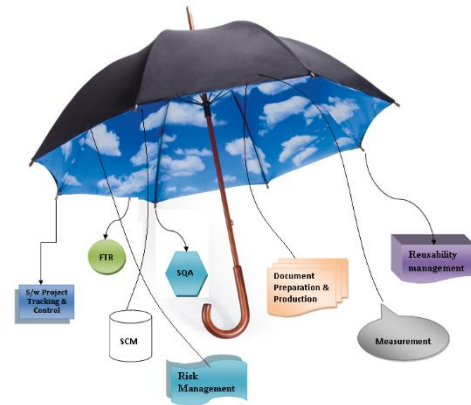 FTR
SQA
Reusability
management
S/w Project
Tracking &
Control
Document
Preparation &
Production
SCM
Measurement
Risk
Management